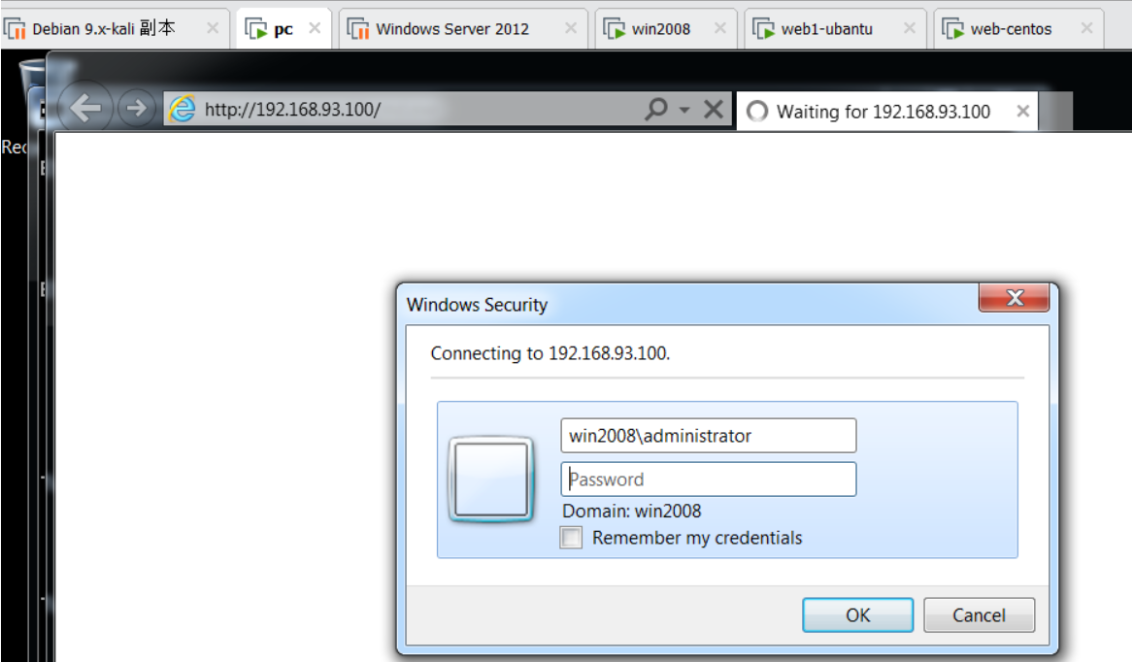 Debian 9.x-kali 副本 pc Windows Server 2012 win2008 web1-ubantu web-centos
http://192.168.93.100/ Waiting for 192.168.93.100
Rec
Windows Security
Connecting to 192.168.93.100.
win2008\administrator
Password
Domain: win2008
Remember my credentials
OK Cancel